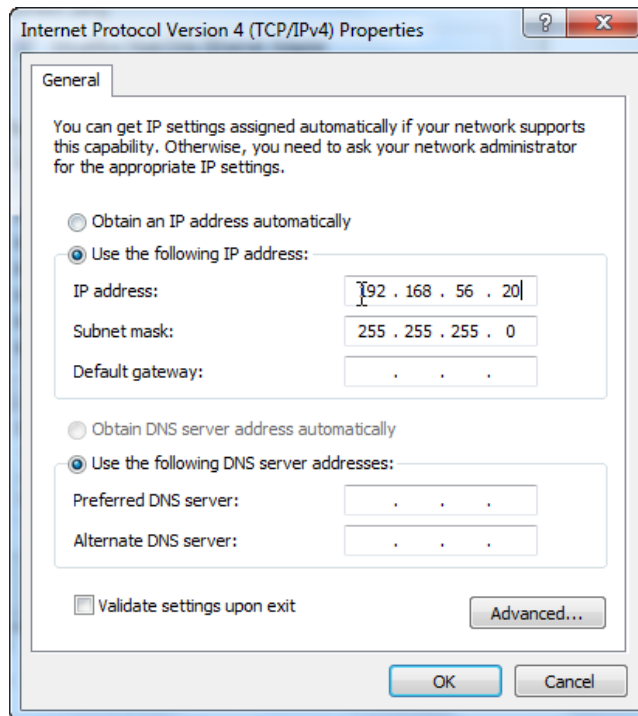 Internet Protocol Version 4 (TCP/IPv4) Properties
General
You can get IP settings assigned automatically if your network supports
this capability. Otherwise, you need to ask your network administrator
for the appropriate IP settings.
Obtain an IP address automatically
Use the following IP address:
IP address: 192 . 168 . 56 . 20
Subnet mask: 255 . 255 . 255 . 0
Default gateway: . . .
Obtain DNS server address automatically
Use the following DNS server addresses:
Preferred DNS server: . . .
Alternate DNS server: . . .
Validate settings upon exit
Advanced...
OK Cancel